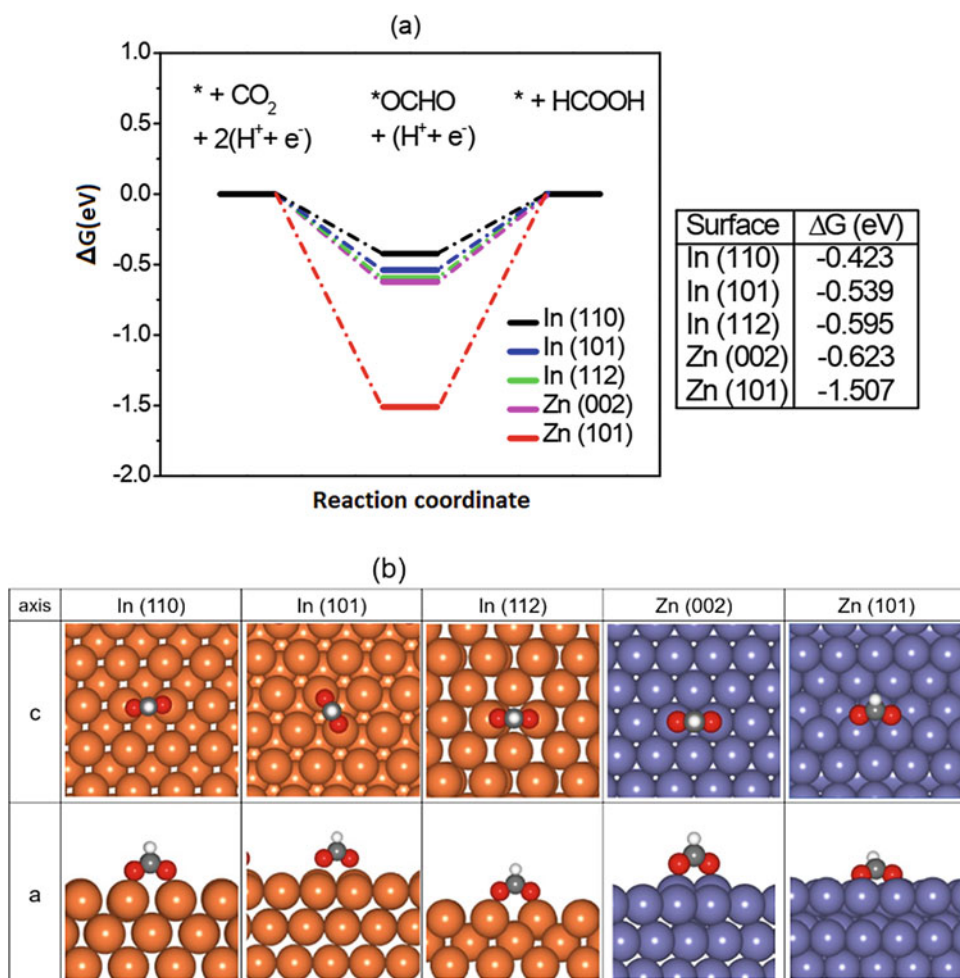 (a)
1.0
0.5
0.0
-0.5
-1.0
-1.5
-2.0
ΔG(eV)
* + CO₂
+ 2(H⁺+ e⁻)
*OCHO
+ (H⁺+ e⁻)
* + HCOOH
In (110)
In (101)
In (112)
Zn (002)
Zn (101)
Reaction coordinate
Surface ΔG (eV)
In (110) -0.423
In (101) -0.539
In (112) -0.595
Zn (002) -0.623
Zn (101) -1.507
(b)
axis In (110) In (101) In (112) Zn (002) Zn (101)
c
a